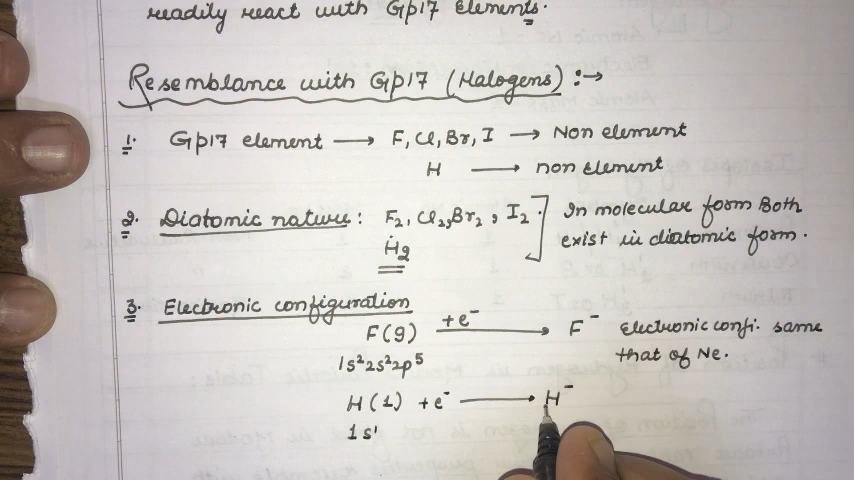 readily react with Gp17 Elements.
Resemblance with Gp17 (Halogens) :→
1. Gp17 element → F, Cl, Br, I → Non element
H → non Element
2. Diatomic nature : F₂, Cl₂, Br₂, I₂ . In molecular form Both
H₂ exist in diatomic form.
3. Electronic configuration
F(9) +e⁻ → F⁻ Electronic confi. same
1s²2s²2p⁵ that of Ne.
H(1) +e⁻ → H⁻
1s¹